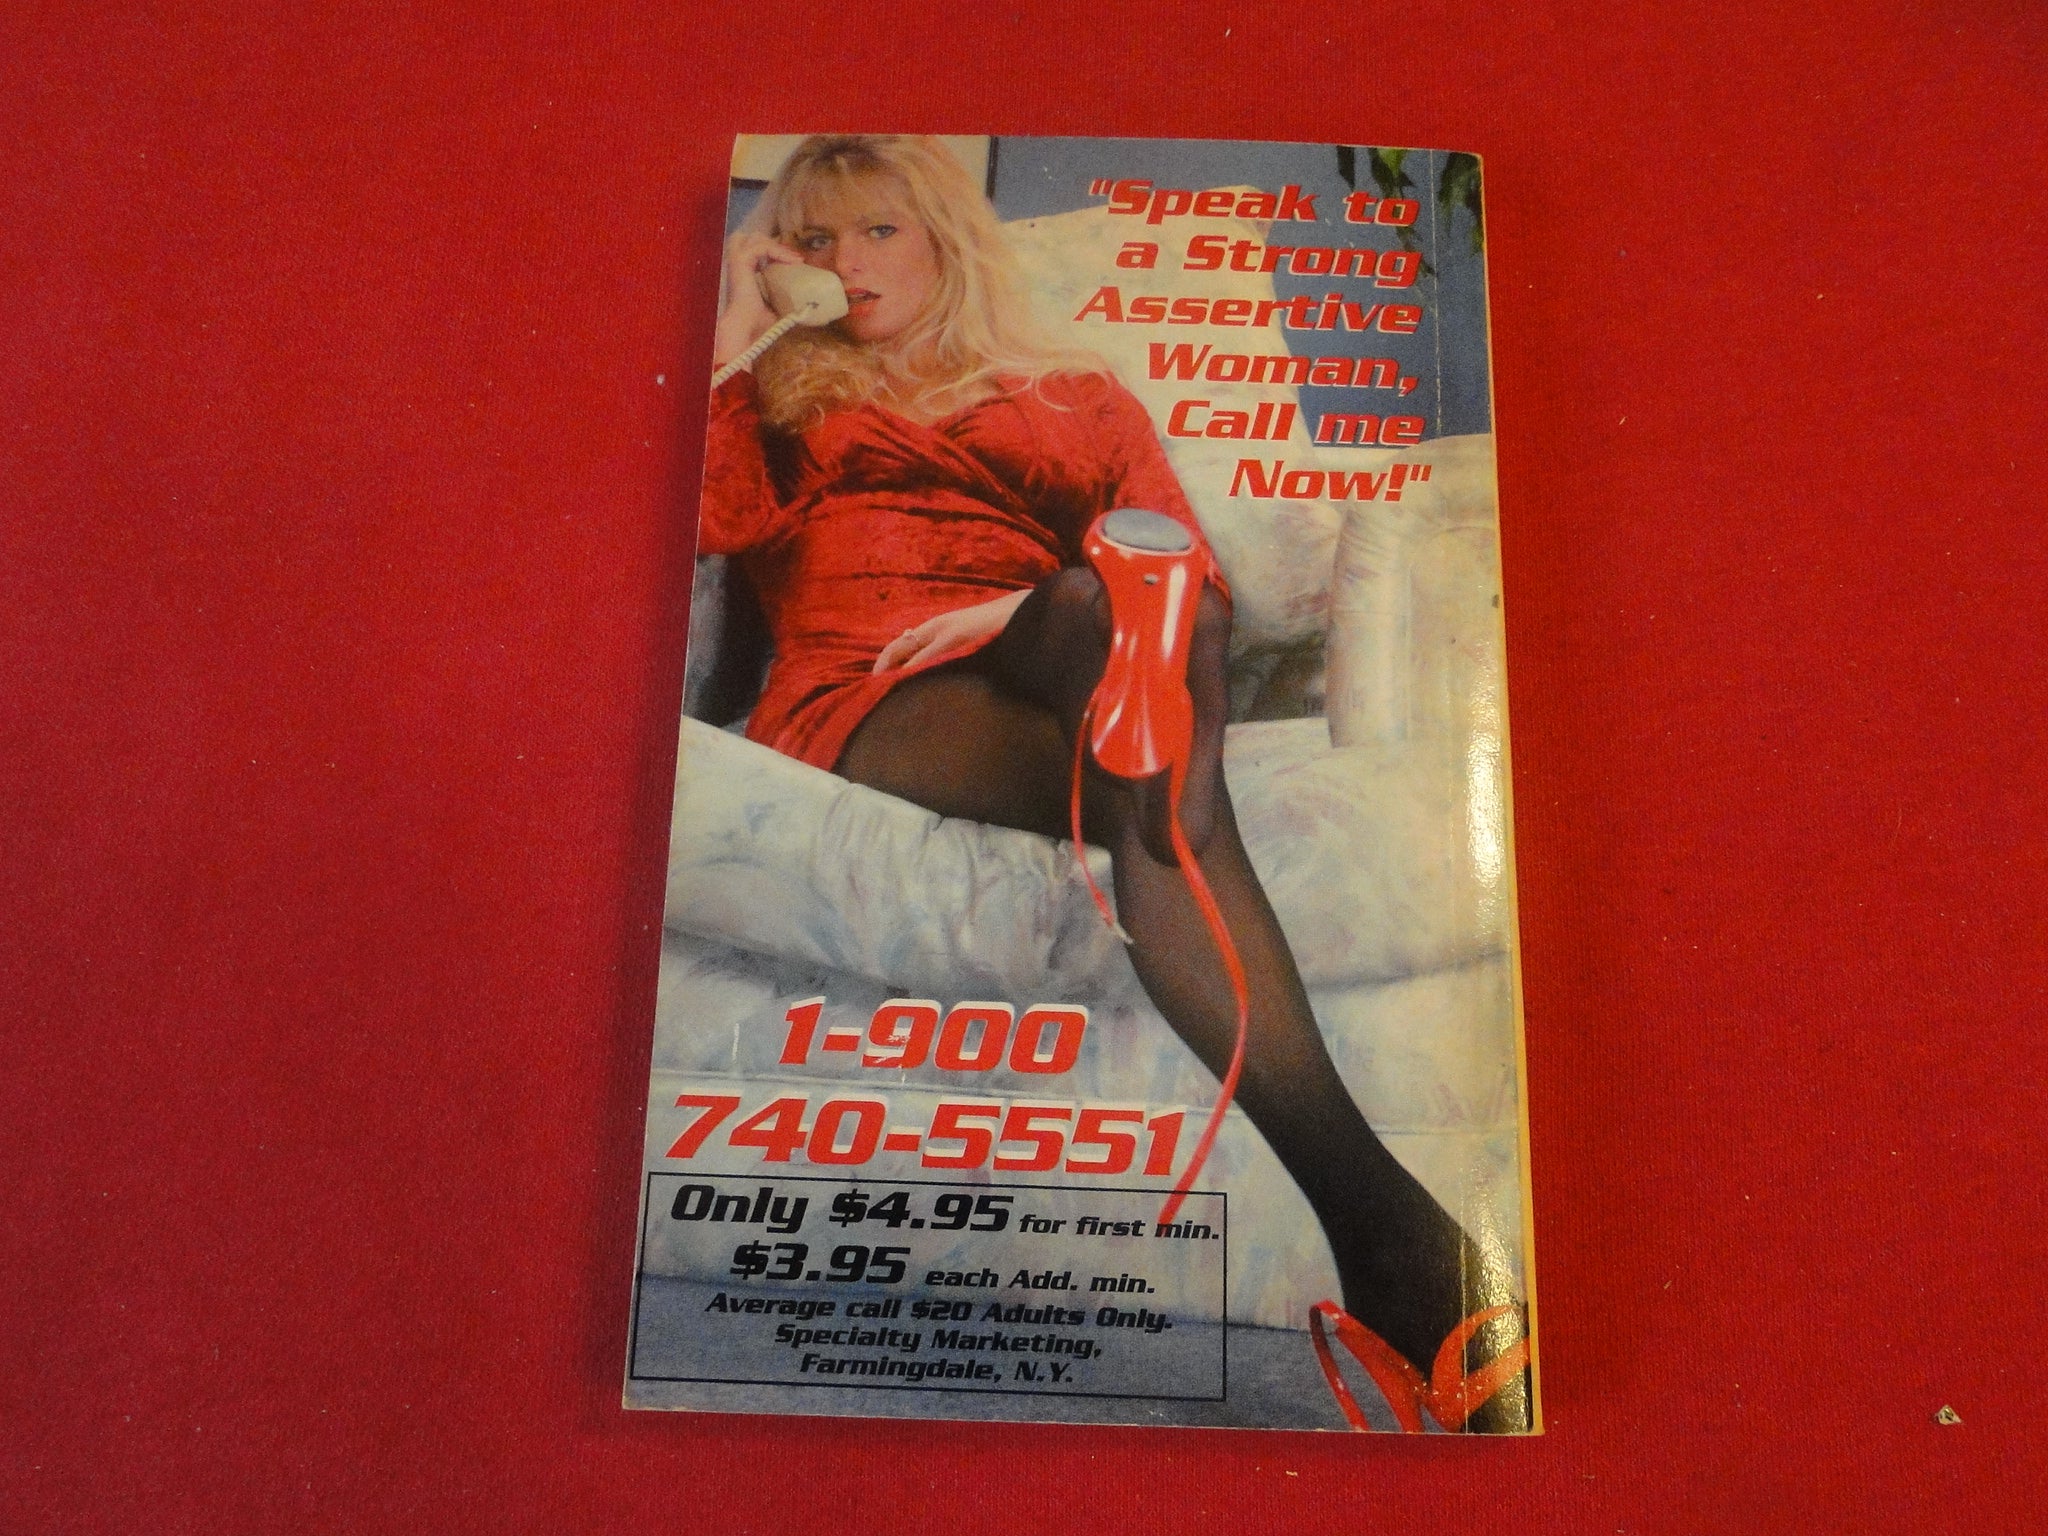 "Speak to
a Strong
Assertive
Woman,
Call me
Now!"
1-900
740-5551
Only $4.95 for first min.
$3.95 each Add. min.
Average call $20 Adults Only.
Specialty Marketing,
Farmingdale, N.Y.